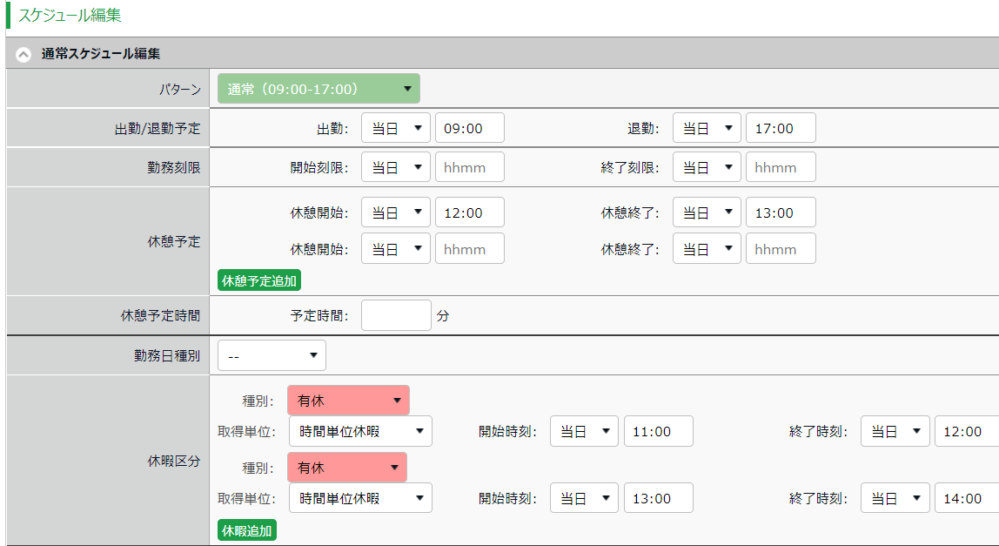 スケジュール編集
通常スケジュール編集
パターン 通常（09:00-17:00）
出勤/退勤予定 出勤: 当日 09:00 退勤: 当日 17:00
勤務刻限 開始刻限: 当日 hhmm 終了刻限: 当日 hhmm
休憩開始: 当日 12:00 休憩終了: 当日 13:00
休憩予定
休憩開始: 当日 hhmm 休憩終了: 当日 hhmm
休憩予定追加
休憩予定時間 予定時間: 分
勤務日種別 --
種別: 有休
取得単位: 時間単位休暇 開始時刻: 当日 11:00 終了時刻: 当日 12:00
休暇区分
種別: 有休
取得単位: 時間単位休暇 開始時刻: 当日 13:00 終了時刻: 当日 14:00
休暇追加